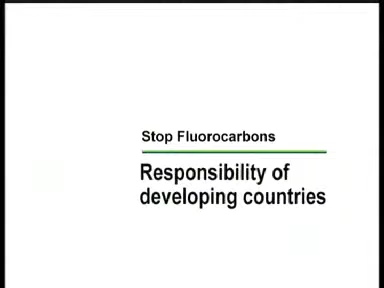 Stop Fluorocarbons
Responsibility of
developing countries